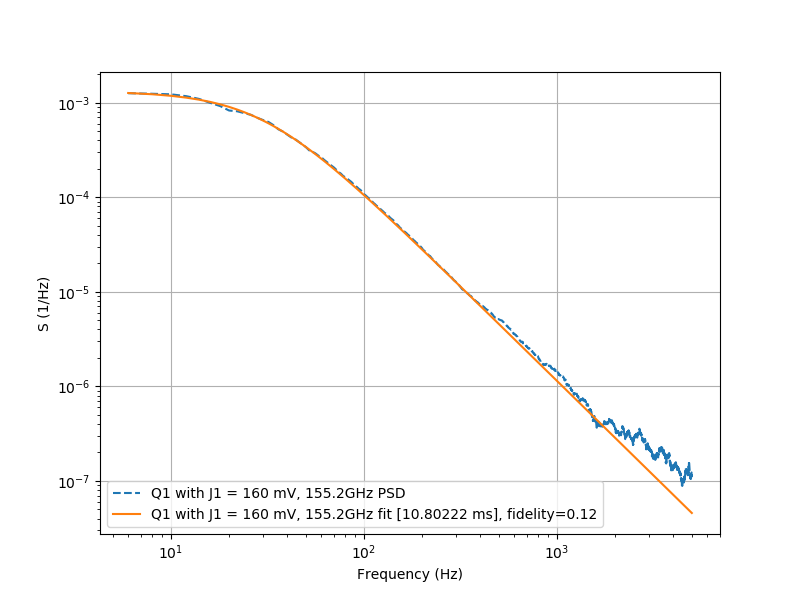 10⁻³
10⁻⁴
10⁻⁵
10⁻⁶
10⁻⁷
S (1/Hz)
Q1 with J1 = 160 mV, 155.2GHz PSD
Q1 with J1 = 160 mV, 155.2GHz fit [10.80222 ms], fidelity=0.12
10¹ 10² 10³
Frequency (Hz)